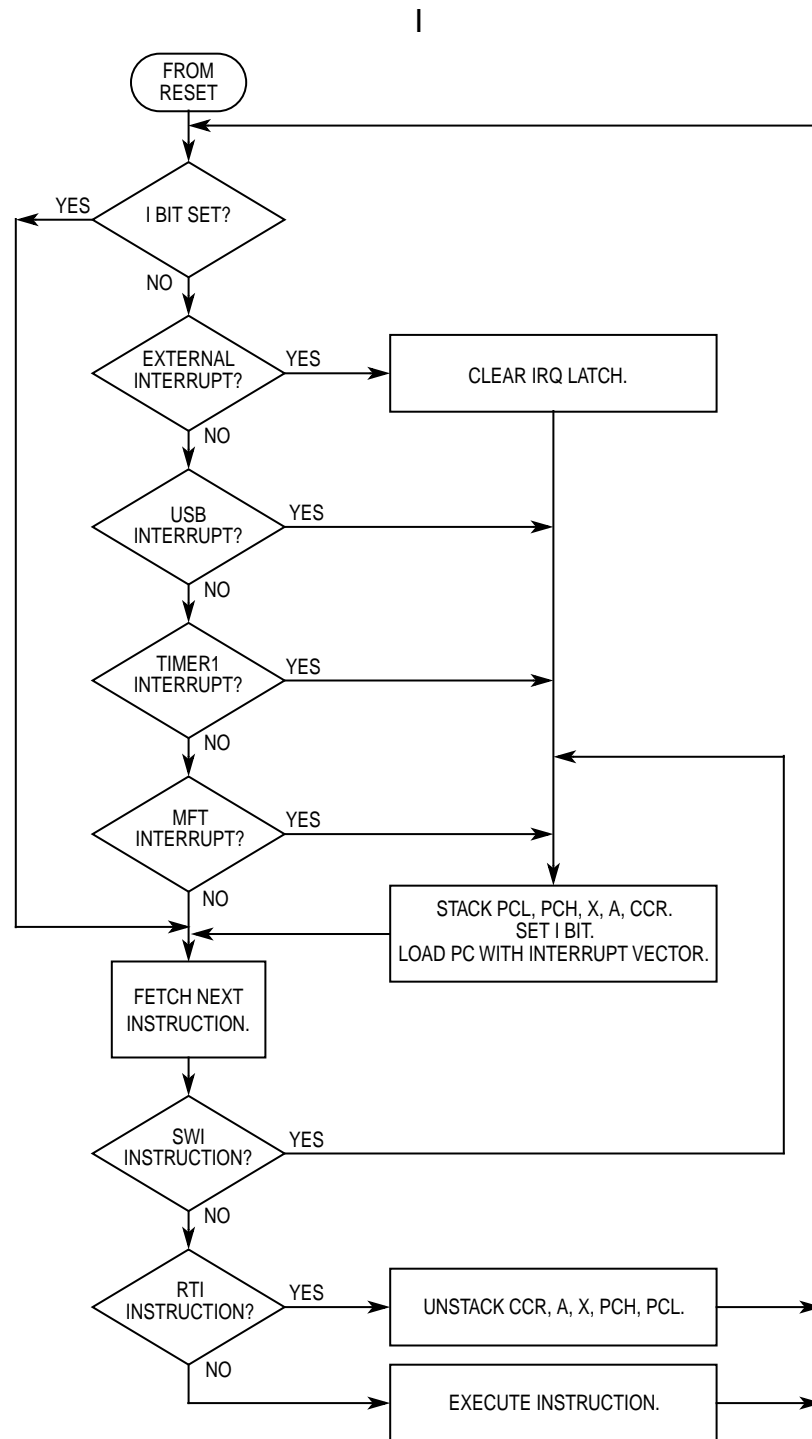 I
FROM
RESET
YES
I BIT SET?
NO
EXTERNAL
INTERRUPT?
YES
CLEAR IRQ LATCH.
NO
USB
INTERRUPT?
YES
NO
TIMER1
INTERRUPT?
YES
NO
MFT
INTERRUPT?
YES
NO
STACK PCL, PCH, X, A, CCR.
SET I BIT.
LOAD PC WITH INTERRUPT VECTOR.
FETCH NEXT
INSTRUCTION.
SWI
INSTRUCTION?
YES
NO
RTI
INSTRUCTION?
YES
UNSTACK CCR, A, X, PCH, PCL.
NO
EXECUTE INSTRUCTION.